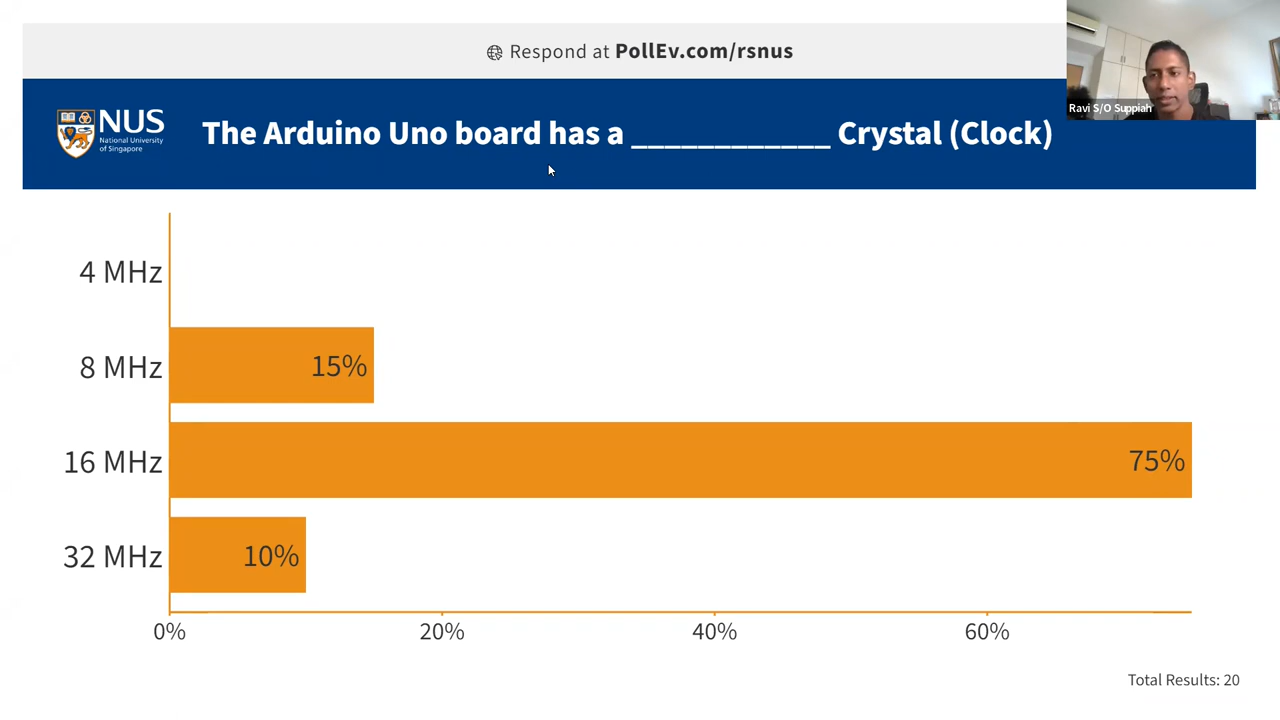 Respond at PollEv.com/rsnus
Ravi S/O Suppiah
NUS
National University
of Singapore
The Arduino Uno board has a ____________ Crystal (Clock)
4 MHz
8 MHz
15%
16 MHz
75%
32 MHz
10%
0%
20%
40%
60%
Total Results: 20